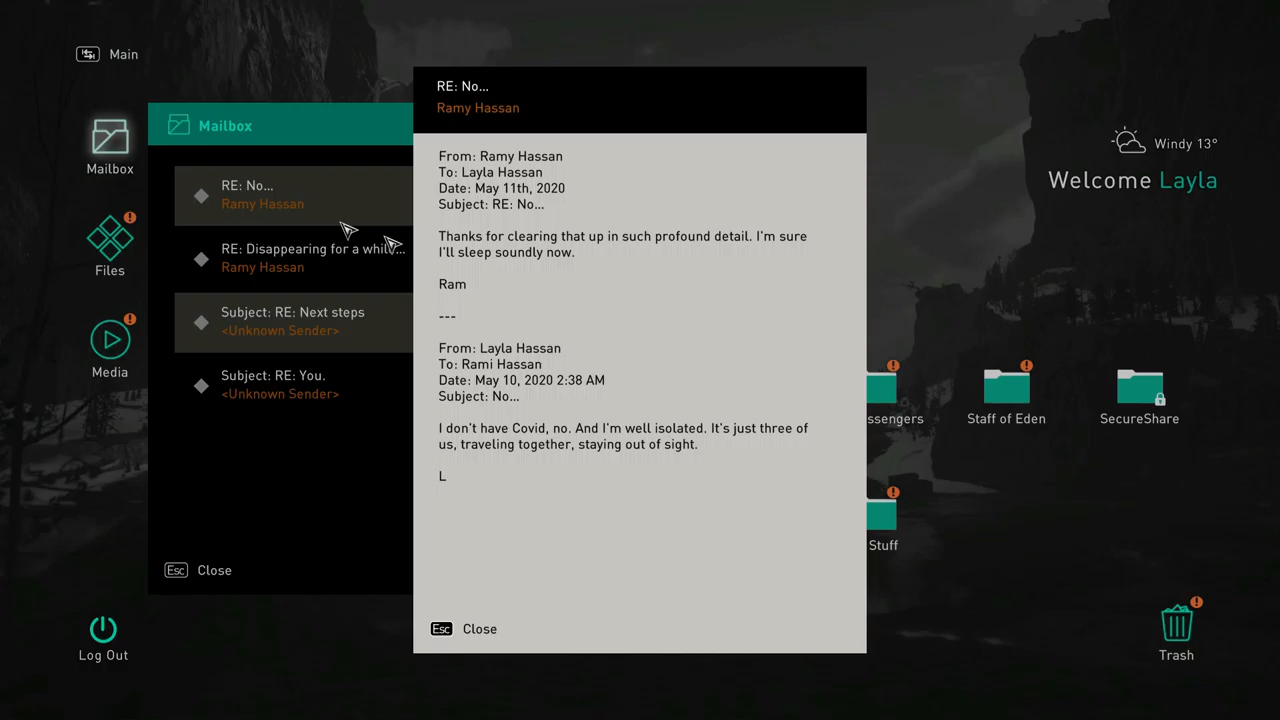 Main
Mailbox
Files
Media
Log Out
Mailbox
RE: No...
Ramy Hassan
RE: Disappearing for a while...
Ramy Hassan
Subject: RE: Next steps
<Unknown Sender>
Subject: RE: You.
<Unknown Sender>
Esc Close
RE: No...
Ramy Hassan
From: Ramy Hassan
To: Layla Hassan
Date: May 11th, 2020
Subject: RE: No...
Thanks for clearing that up in such profound detail. I'm sure
I'll sleep soundly now.
Ram
---
From: Layla Hassan
To: Rami Hassan
Date: May 10, 2020 2:38 AM
Subject: No...
I don't have Covid, no. And I'm well isolated. It's just three of
us, traveling together, staying out of sight.
L
Esc Close
Windy 13°
Welcome Layla
ssengers
Staff of Eden
SecureShare
Stuff
Trash